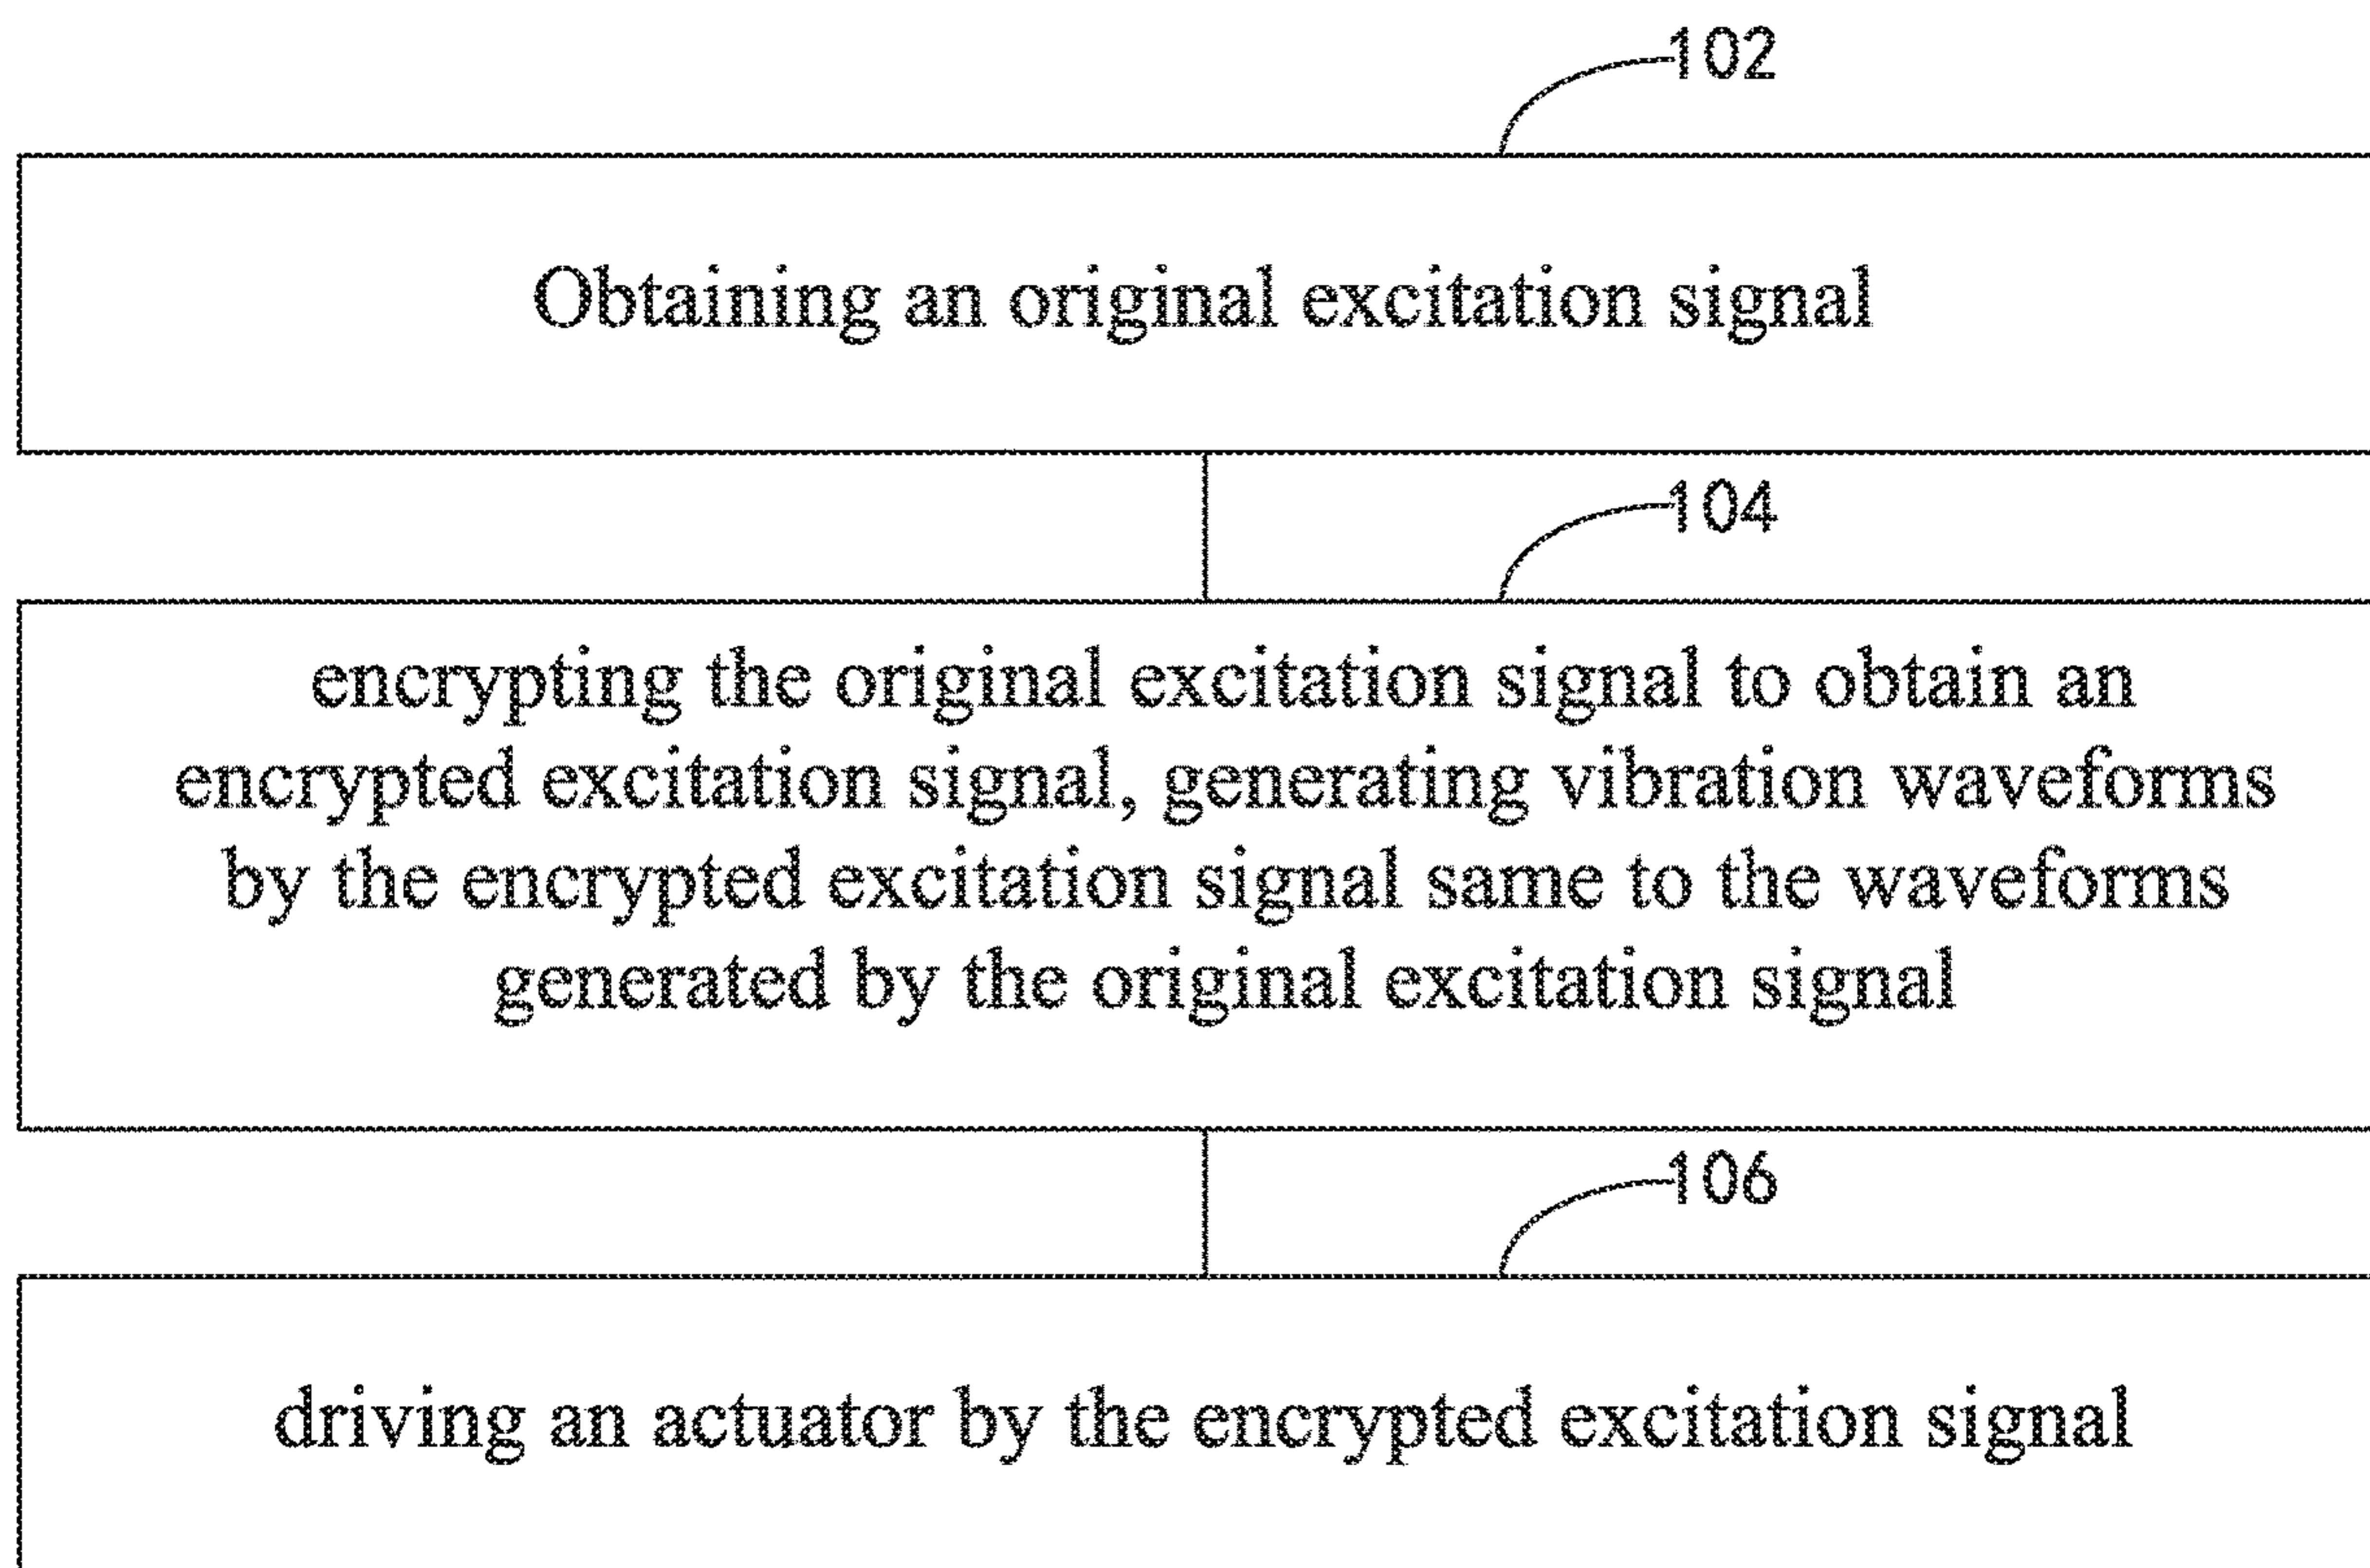 102
Obtaining an original excitation signal
104
encrypting the original excitation signal to obtain an
encrypted excitation signal, generating vibration waveforms
by the encrypted excitation signal same to the waveforms
generated by the original excitation signal
106
driving an actuator by the encrypted excitation signal